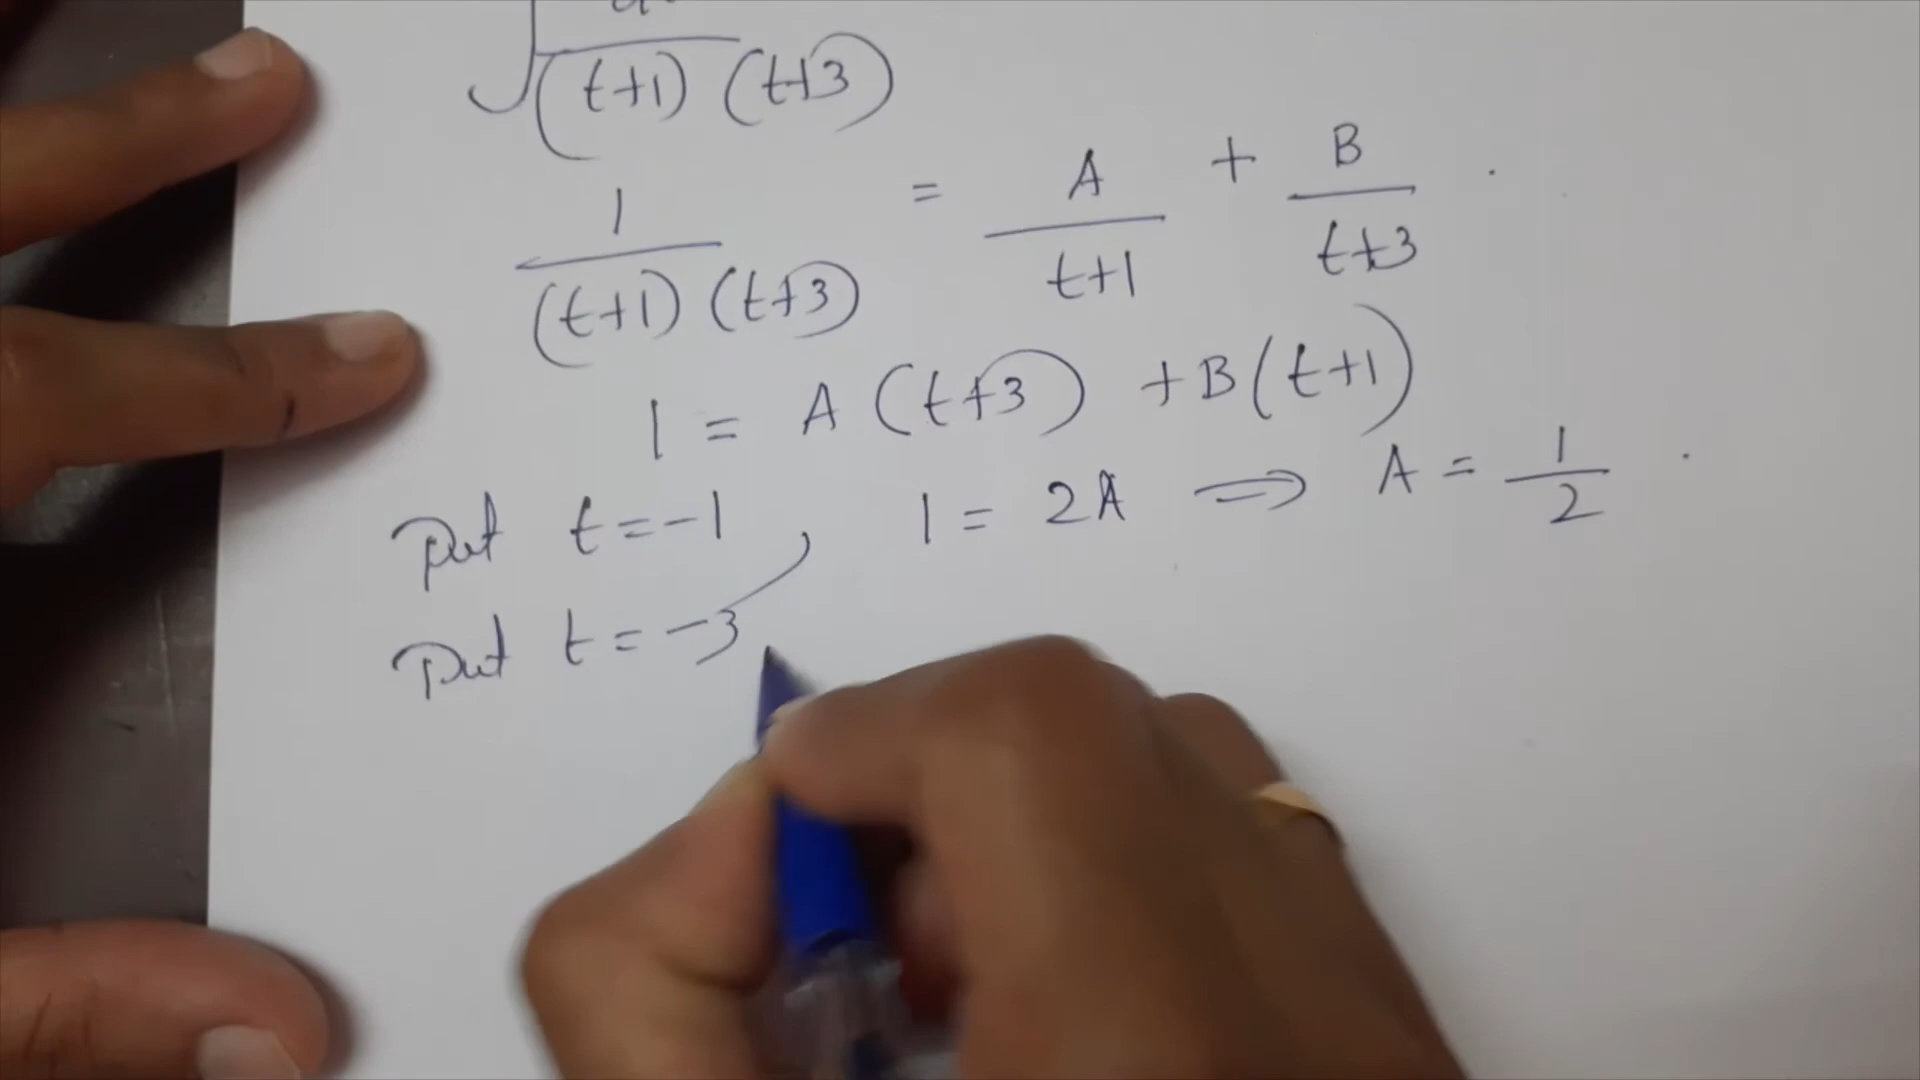 ∫ / (t+1) (t+3)
1 / (t+1) (t+3) = A / t+1 + B / t+3 .
1 = A (t+3) + B (t+1)
Put t = -1 , 1 = 2A ⟹ A = 1 / 2 .
Put t = -3